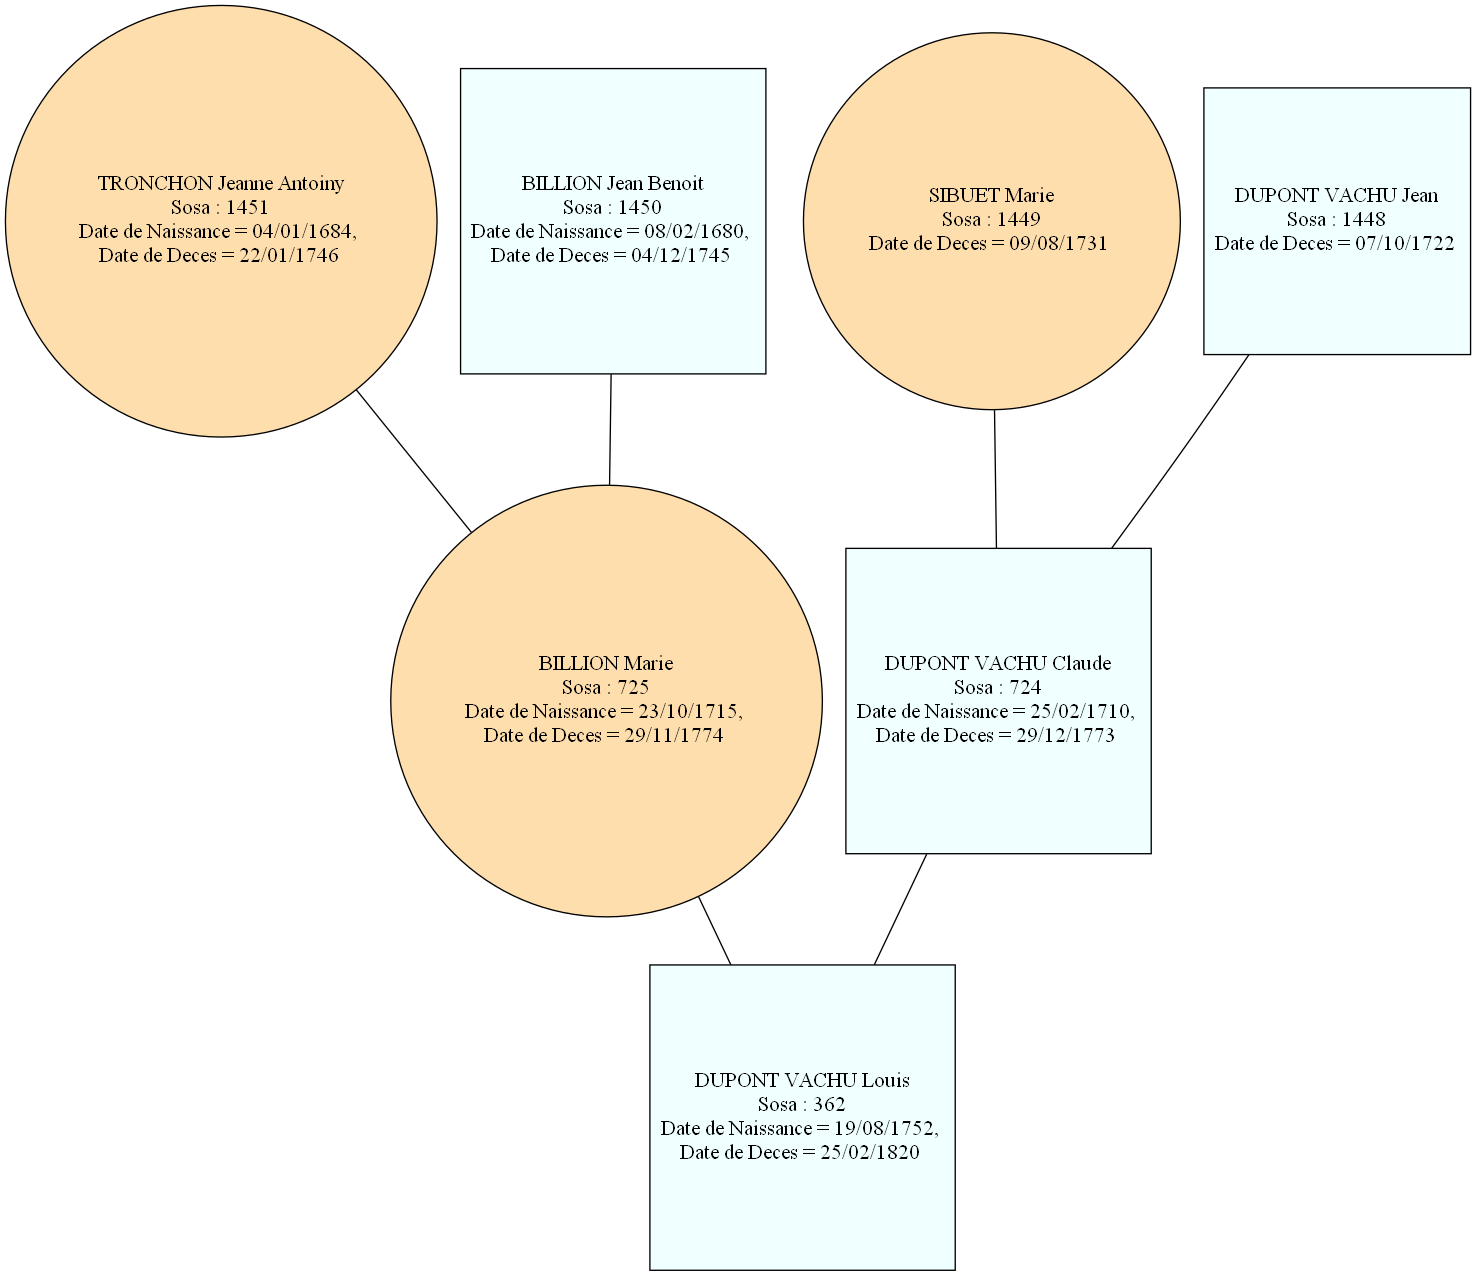 TRONCHON Jeanne Antoiny
Sosa : 1451
Date de Naissance = 04/01/1684,
Date de Deces = 22/01/1746
BILLION Jean Benoit
Sosa : 1450
Date de Naissance = 08/02/1680,
Date de Deces = 04/12/1745
SIBUET Marie
Sosa : 1449
Date de Deces = 09/08/1731
DUPONT VACHU Jean
Sosa : 1448
Date de Deces = 07/10/1722
BILLION Marie
Sosa : 725
Date de Naissance = 23/10/1715,
Date de Deces = 29/11/1774
DUPONT VACHU Claude
Sosa : 724
Date de Naissance = 25/02/1710,
Date de Deces = 29/12/1773
DUPONT VACHU Louis
Sosa : 362
Date de Naissance = 19/08/1752,
Date de Deces = 25/02/1820